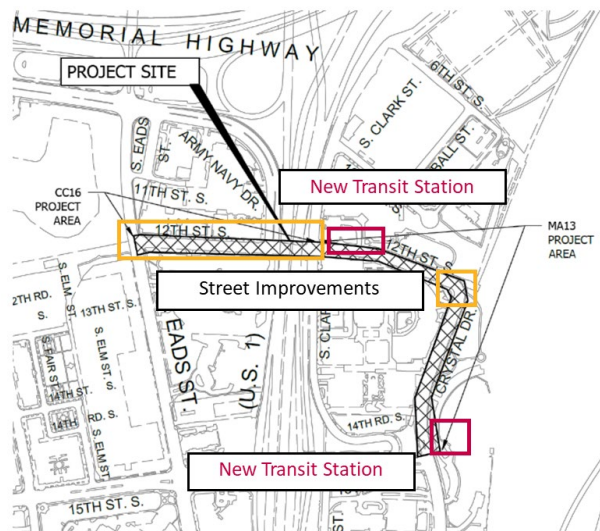 MEMORIAL HIGHWAY
PROJECT SITE
6TH ST. S.
S. CLARK ST.
S. EADS
ST.
ARMY NAVY DR.
BALL ST.
11TH ST. S.
New Transit Station
CC16
PROJECT
AREA
MA13
PROJECT
AREA
12TH ST. S.
12TH ST. S.
Street Improvements
S. ELM ST.
2TH RD.
S.
13TH ST. S.
S. FAIR ST.
S. ELM ST. S.
EADS ST.
(U.S. 1)
S. CLAR
CRYSTAL DR.
14TH ST.
14TH RD. S.
S. ELM ST.
14TH RD. S.
New Transit Station
15TH ST. S.
ST.